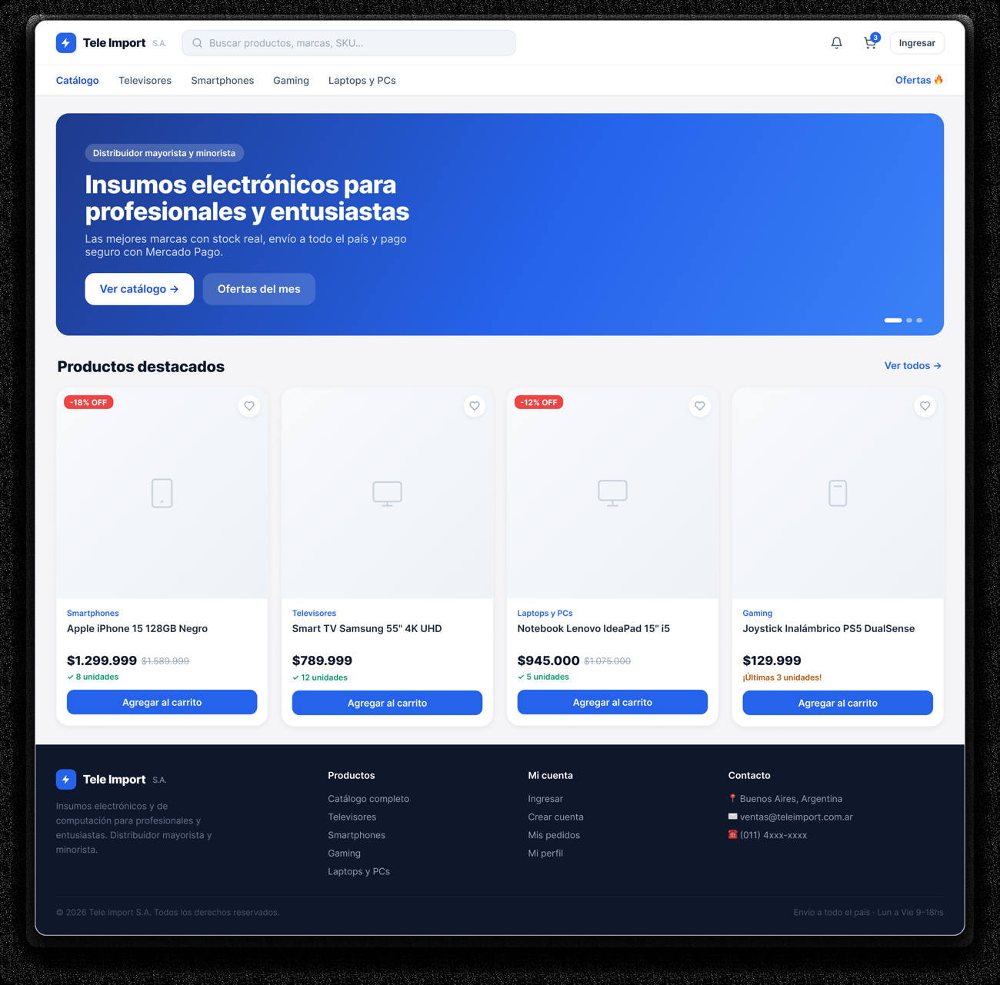 Tele Import S.A.
Buscar productos, marcas, SKU...
3
Ingresar
Catálogo
Televisores
Smartphones
Gaming
Laptops y PCs
Ofertas 🔥
Distribuidor mayorista y minorista
Insumos electrónicos para
profesionales y entusiastas
Las mejores marcas con stock real, envío a todo el país y pago
seguro con Mercado Pago.
Ver catálogo →
Ofertas del mes
Productos destacados
Ver todos →
-18% OFF
Smartphones
Apple iPhone 15 128GB Negro
$1.299.999 $1.589.999
✓ 8 unidades
Agregar al carrito
Televisores
Smart TV Samsung 55" 4K UHD
$789.999
✓ 12 unidades
Agregar al carrito
-12% OFF
Laptops y PCs
Notebook Lenovo IdeaPad 15" i5
$945.000 $1.075.000
✓ 5 unidades
Agregar al carrito
Gaming
Joystick Inalámbrico PS5 DualSense
$129.999
¡Últimas 3 unidades!
Agregar al carrito
Tele Import S.A.
Insumos electrónicos y de
computación para profesionales y
entusiastas. Distribuidor mayorista y
minorista.
Productos
Catálogo completo
Televisores
Smartphones
Gaming
Laptops y PCs
Mi cuenta
Ingresar
Crear cuenta
Mis pedidos
Mi perfil
Contacto
📍 Buenos Aires, Argentina
✉️ ventas@teleimport.com.ar
☎️ (011) 4xxx-xxxx
© 2026 Tele Import S.A. Todos los derechos reservados.
Envío a todo el país · Lun a Vie 9–18hs